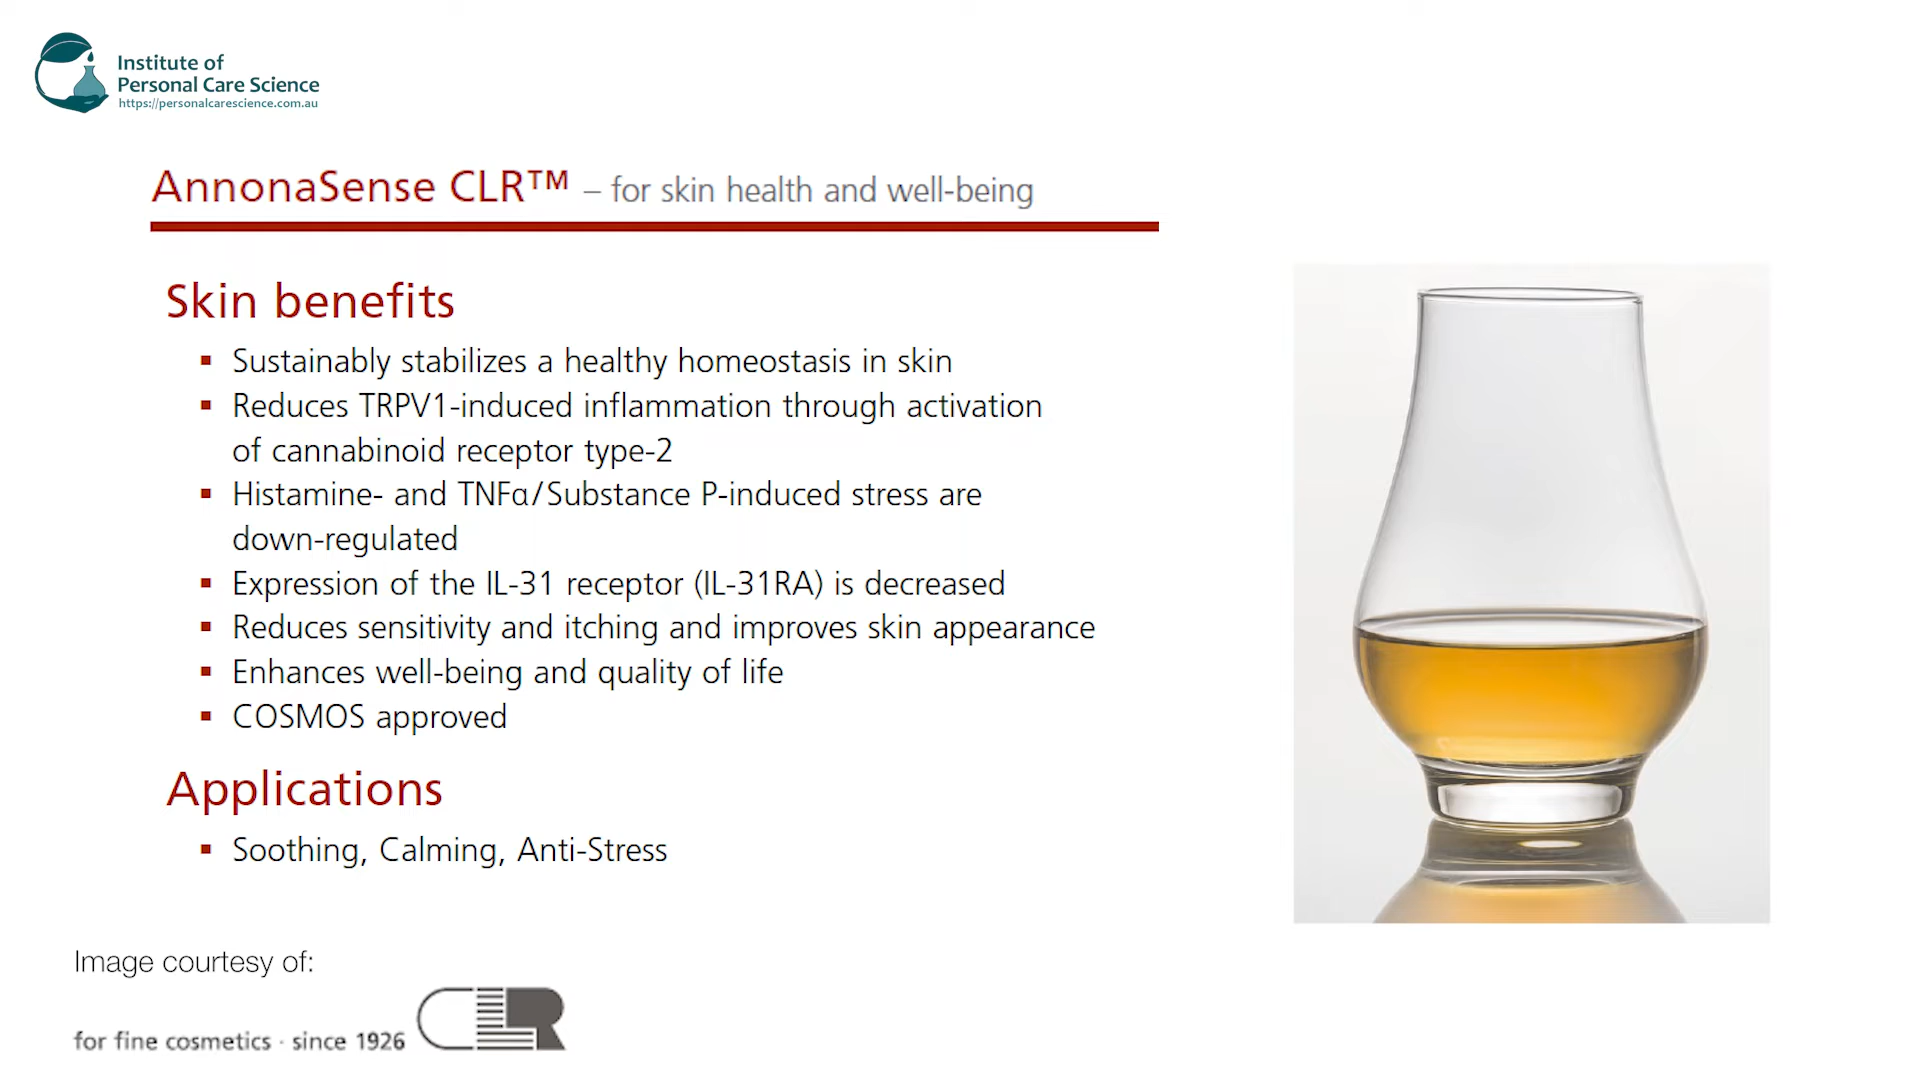 Institute of
Personal Care Science
https://personalcarescience.com.au
AnnonaSense CLR™ – for skin health and well-being
Skin benefits
▪ Sustainably stabilizes a healthy homeostasis in skin
▪ Reduces TRPV1-induced inflammation through activation
of cannabinoid receptor type-2
▪ Histamine- and TNFα/Substance P-induced stress are
down-regulated
▪ Expression of the IL-31 receptor (IL-31RA) is decreased
▪ Reduces sensitivity and itching and improves skin appearance
▪ Enhances well-being and quality of life
▪ COSMOS approved
Applications
▪ Soothing, Calming, Anti-Stress
Image courtesy of:
for fine cosmetics · since 1926 CLR